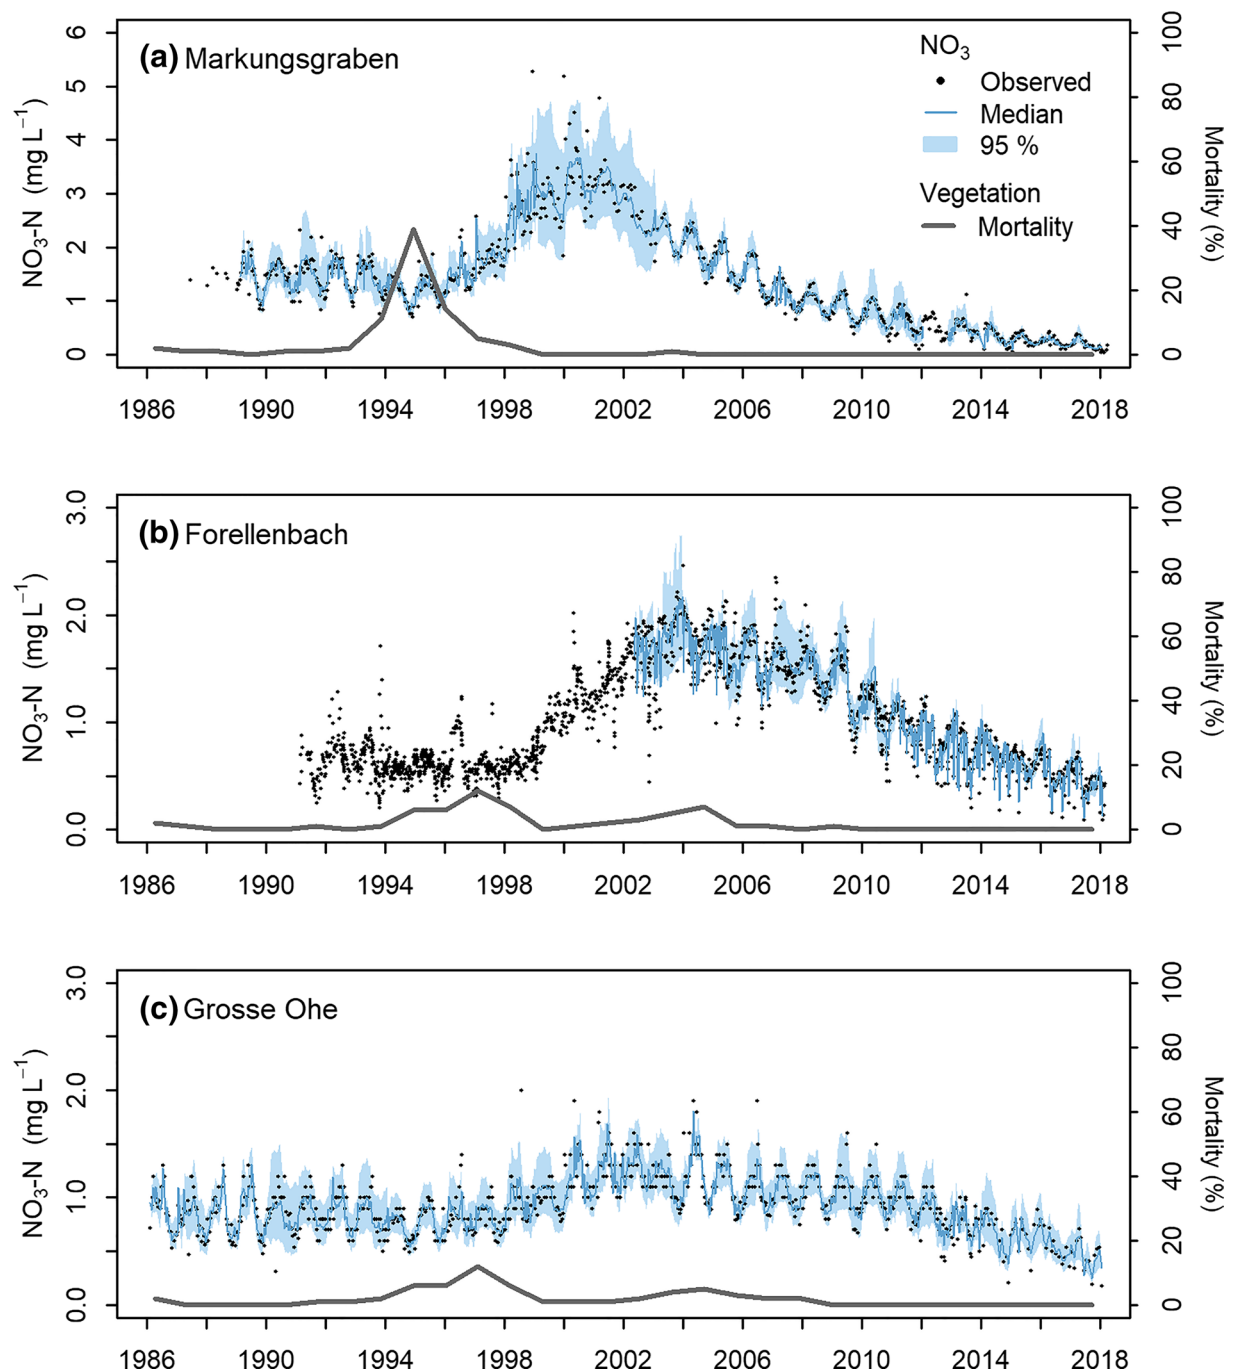 (a) Markungsgraben
NO3
Observed
Median
95 %
Vegetation
Mortality
NO3-N (mg L−1)
6
5
4
3
2
1
0
100
80
60
40
20
0
Mortality (%)
1986 1990 1994 1998 2002 2006 2010 2014 2018
(b) Forellenbach
NO3-N (mg L−1)
3.0
2.0
1.0
0.0
100
80
60
40
20
0
Mortality (%)
1986 1990 1994 1998 2002 2006 2010 2014 2018
(c) Grosse Ohe
NO3-N (mg L−1)
3.0
2.0
1.0
0.0
100
80
60
40
20
0
Mortality (%)
1986 1990 1994 1998 2002 2006 2010 2014 2018